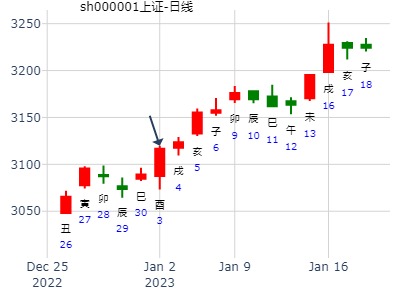 sh000001上证-日线
3250
3200
3150
3100
3050
丑
26
寅
27
卯
28
辰
29
巳
30
酉
3
戌
4
亥
5
子
6
卯
9
辰
10
巳
11
午
12
未
13
戌
16
亥
17
子
18
Dec 25
2022
Jan 2
2023
Jan 9
Jan 16